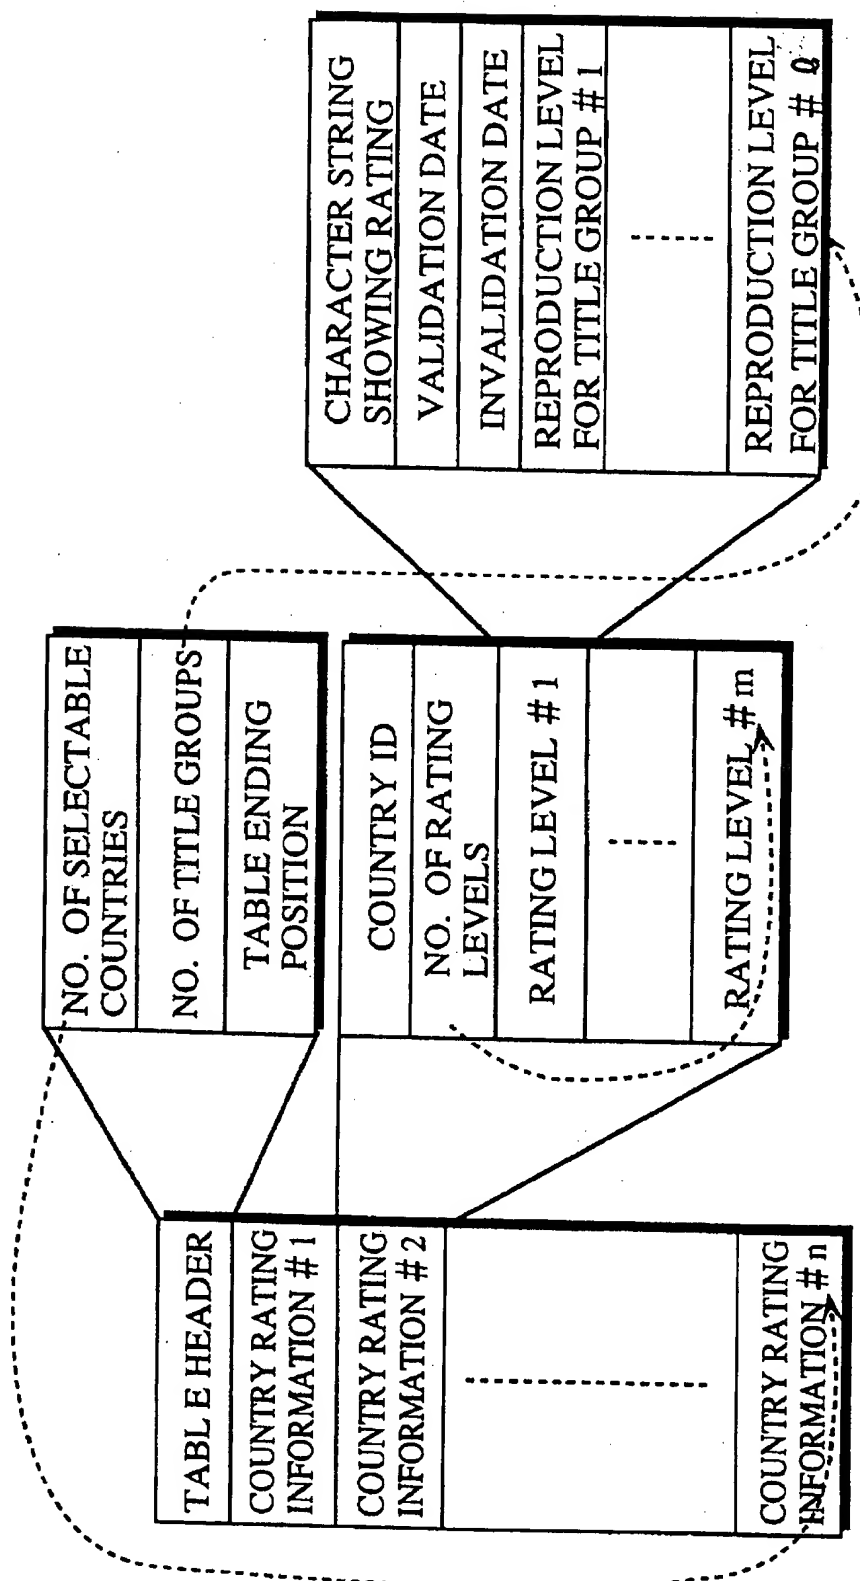 TABLE HEADER
COUNTRY RATING
INFORMATION #1
COUNTRY RATING
INFORMATION #2
COUNTRY RATING
INFORMATION #n
NO. OF SELECTABLE
COUNTRIES
NO. OF TITLE GROUPS
TABLE ENDING
POSITION
COUNTRY ID
NO. OF RATING
LEVELS
RATING LEVEL #1
RATING LEVEL #m
CHARACTER STRING
SHOWING RATING
VALIDATION DATE
INVALIDATION DATE
REPRODUCTION LEVEL
FOR TITLE GROUP #1
REPRODUCTION LEVEL
FOR TITLE GROUP #ℓ